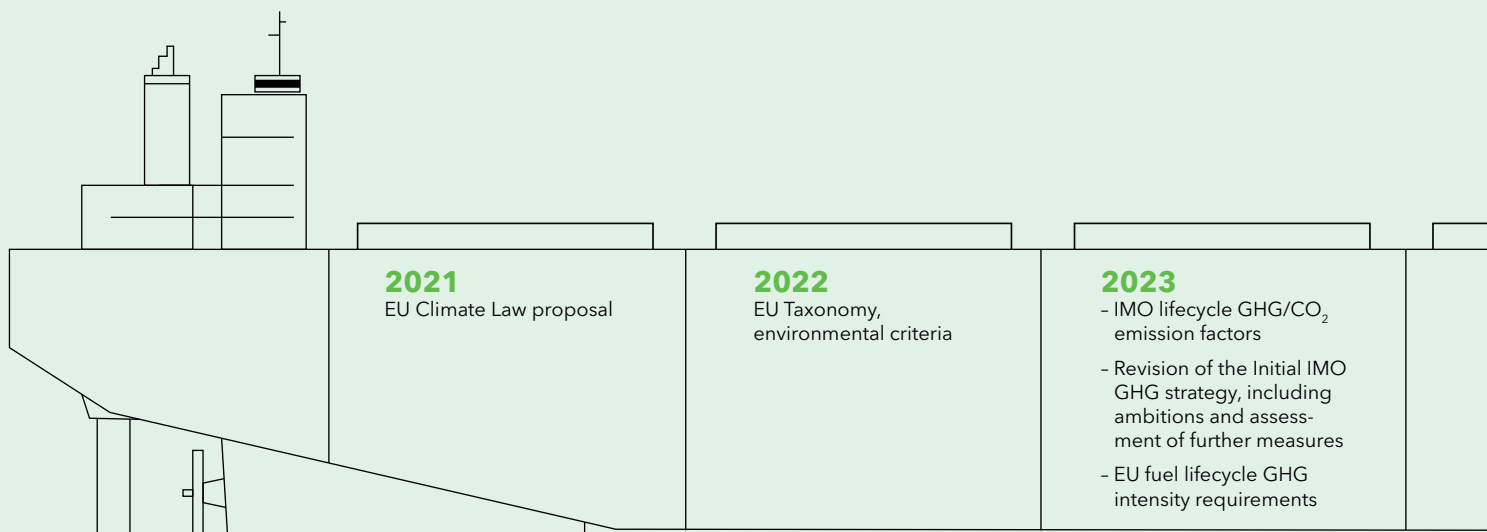 2021
EU Climate Law proposal
2022
EU Taxonomy,
environmental criteria
2023
– IMO lifecycle GHG/CO₂
emission factors
– Revision of the Initial IMO
GHG strategy, including
ambitions and assess-
ment of further measures
– EU fuel lifecycle GHG
intensity requirements